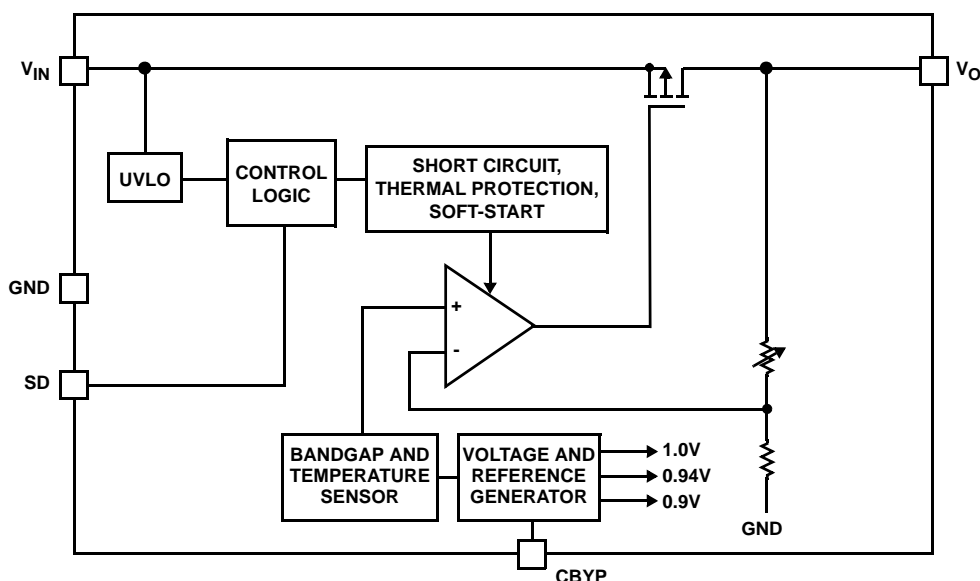 VIN
VO
UVLO
CONTROL
LOGIC
SHORT CIRCUIT,
THERMAL PROTECTION,
SOFT-START
GND
+
-
SD
BANDGAP AND
TEMPERATURE
SENSOR
VOLTAGE AND
REFERENCE
GENERATOR
1.0V
0.94V
0.9V
GND
CBYP